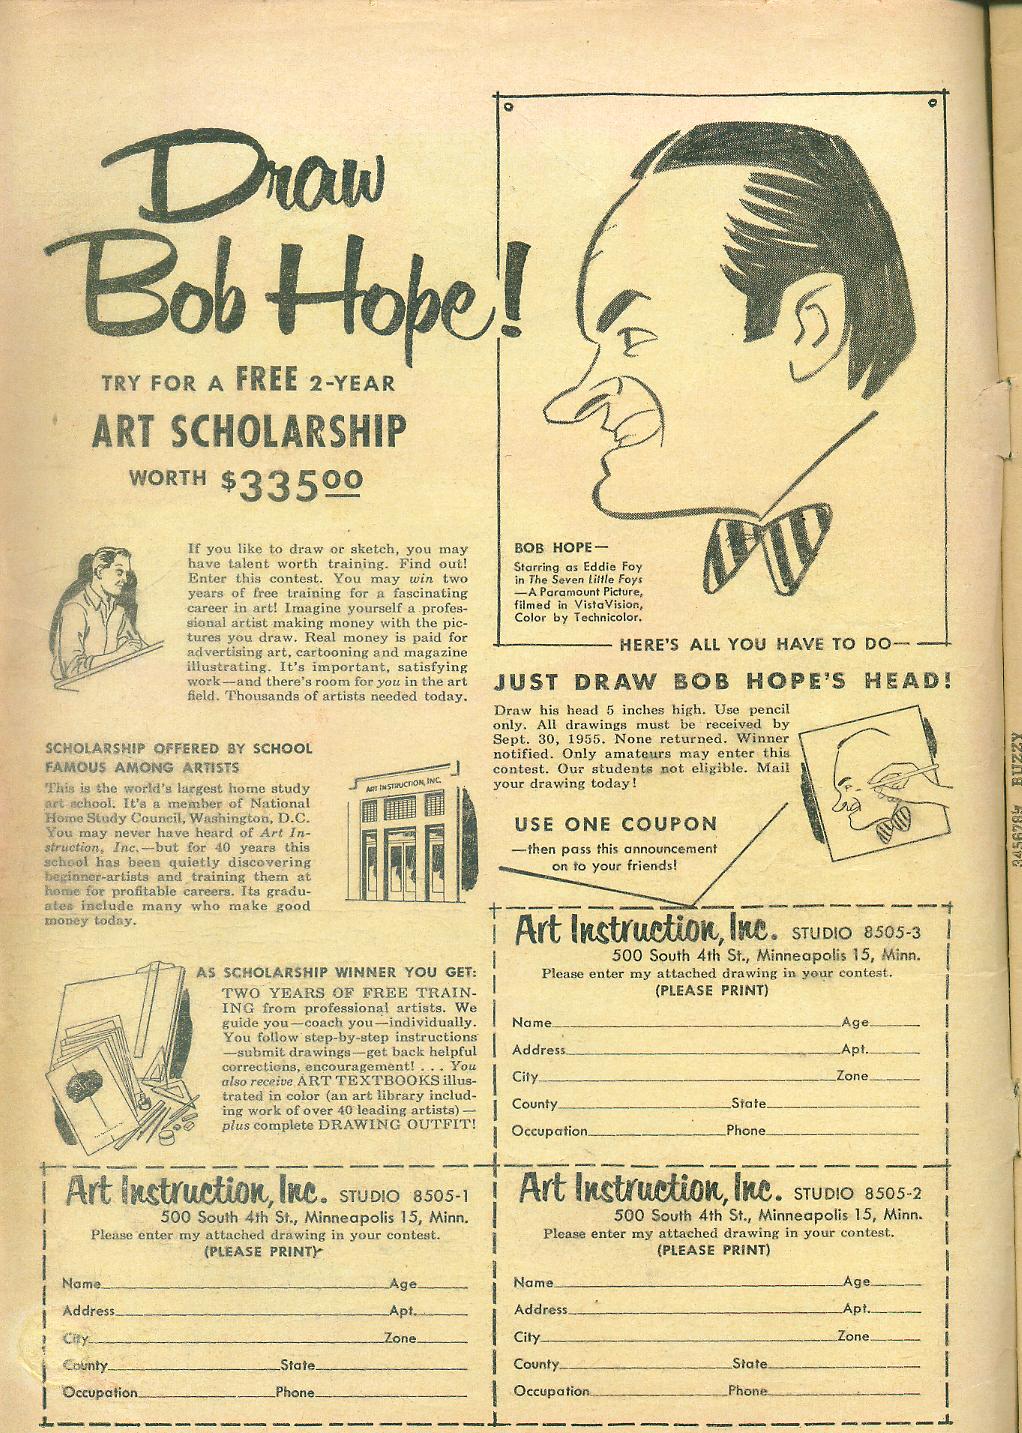 Draw
Bob Hope!
TRY FOR A FREE 2-YEAR
ART SCHOLARSHIP
WORTH $335.00
If you like to draw or sketch, you may
have talent worth training. Find out!
Enter this contest. You may win two
years of free training for a fascinating
career in art! Imagine yourself a profes-
sional artist making money with the pic-
tures you draw. Real money is paid for
advertising art, cartooning and magazine
illustrating. It's important, satisfying
work—and there's room for you in the art
field. Thousands of artists needed today.
SCHOLARSHIP OFFERED BY SCHOOL
FAMOUS AMONG ARTISTS
This is the world's largest home study
art school. It's a member of National
Home Study Council, Washington, D.C.
You may never have heard of Art In-
struction, Inc.—but for 40 years this
school has been quietly discovering
beginner-artists and training them at
home for profitable careers. Its gradu-
ates include many who make good
money today.
ART INSTRUCTION, INC.
AS SCHOLARSHIP WINNER YOU GET:
TWO YEARS OF FREE TRAIN-
ING from professional artists. We
guide you—coach you—individually.
You follow step-by-step instructions
—submit drawings—get back helpful
corrections, encouragement! . . . You
also receive ART TEXTBOOKS illus-
trated in color (an art library includ-
ing work of over 40 leading artists)—
plus complete DRAWING OUTFIT!
BOB HOPE—
Starring as Eddie Foy
in The Seven Little Foys
—A Paramount Picture,
filmed in VistaVision,
Color by Technicolor.
HERE'S ALL YOU HAVE TO DO—
JUST DRAW BOB HOPE'S HEAD!
Draw his head 5 inches high. Use pencil
only. All drawings must be received by
Sept. 30, 1955. None returned. Winner
notified. Only amateurs may enter this
contest. Our students not eligible. Mail
your drawing today!
USE ONE COUPON
—then pass this announcement
on to your friends!
Art Instruction, Inc. STUDIO 8505-3
500 South 4th St., Minneapolis 15, Minn.
Please enter my attached drawing in your contest.
(PLEASE PRINT)
Name Age
Address Apt.
City Zone
County State
Occupation Phone
Art Instruction, Inc. STUDIO 8505-1
500 South 4th St., Minneapolis 15, Minn.
Please enter my attached drawing in your contest.
(PLEASE PRINT)
Name Age
Address Apt.
City Zone
County State
Occupation Phone
Art Instruction, Inc. STUDIO 8505-2
500 South 4th St., Minneapolis 15, Minn.
Please enter my attached drawing in your contest.
(PLEASE PRINT)
Name Age
Address Apt.
City Zone
County State
Occupation Phone
3456789 BUZZY